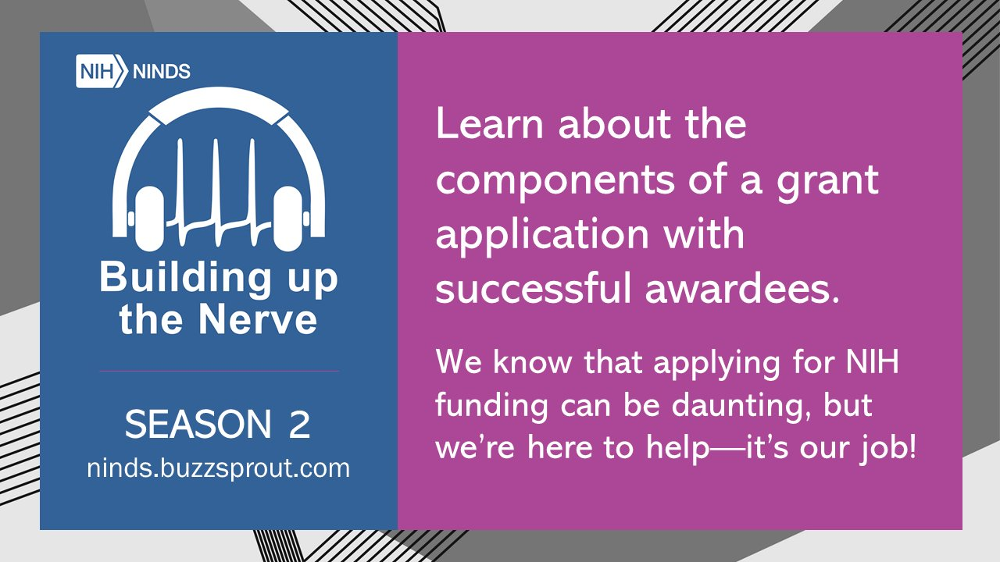 NIH NINDS
Building up
the Nerve
SEASON 2
ninds.buzzsprout.com
Learn about the
components of a grant
application with
successful awardees.
We know that applying for NIH
funding can be daunting, but
we’re here to help—it’s our job!